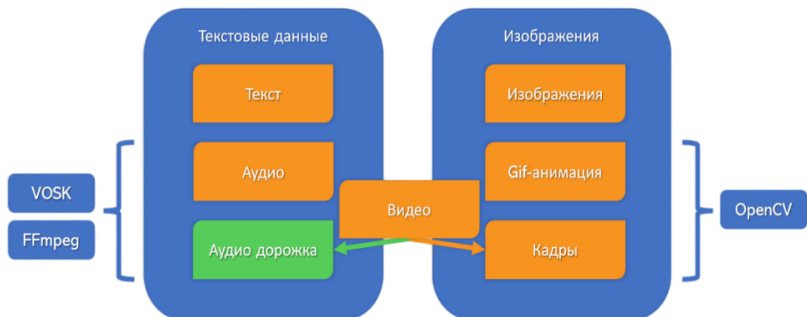 Текстовые данные
Изображения
Текст
Изображения
Аудио
Gif-анимация
VOSK
Видео
OpenCV
FFmpeg
Аудио дорожка
Кадры